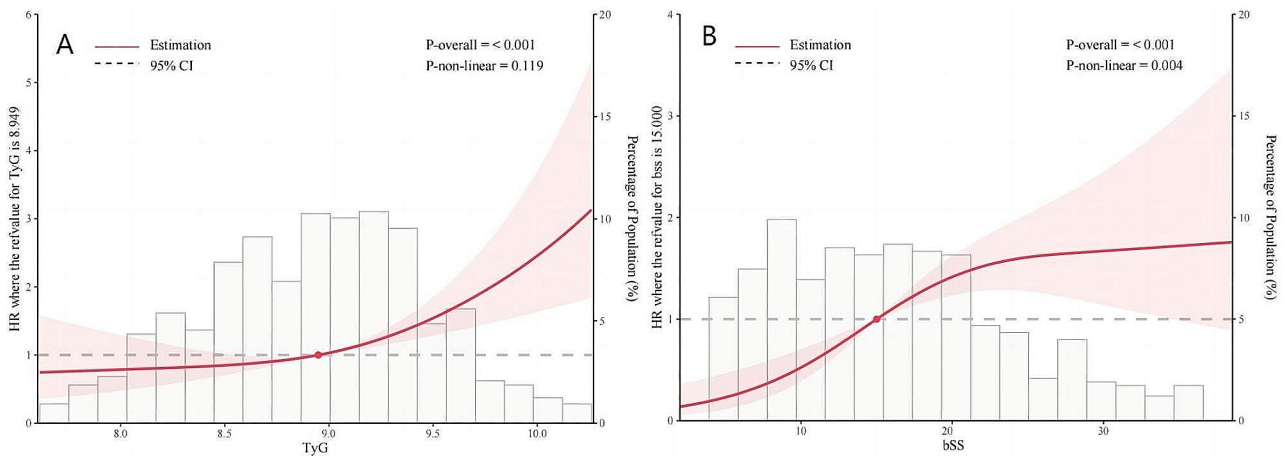 A
Estimation
95% CI
P-overall = < 0.001
P-non-linear = 0.119
HR where the refvalue for TyG is 8.949
6
5
4
3
2
1
0
20
15
10
5
0
Percentage of Population (%)
8.0 8.5 9.0 9.5 10.0
TyG
B
Estimation
95% CI
P-overall = < 0.001
P-non-linear = 0.004
HR where the refvalue for bss is 15.000
4
3
2
1
0
20
15
10
5
0
Percentage of Population (%)
10 20 30
bSS